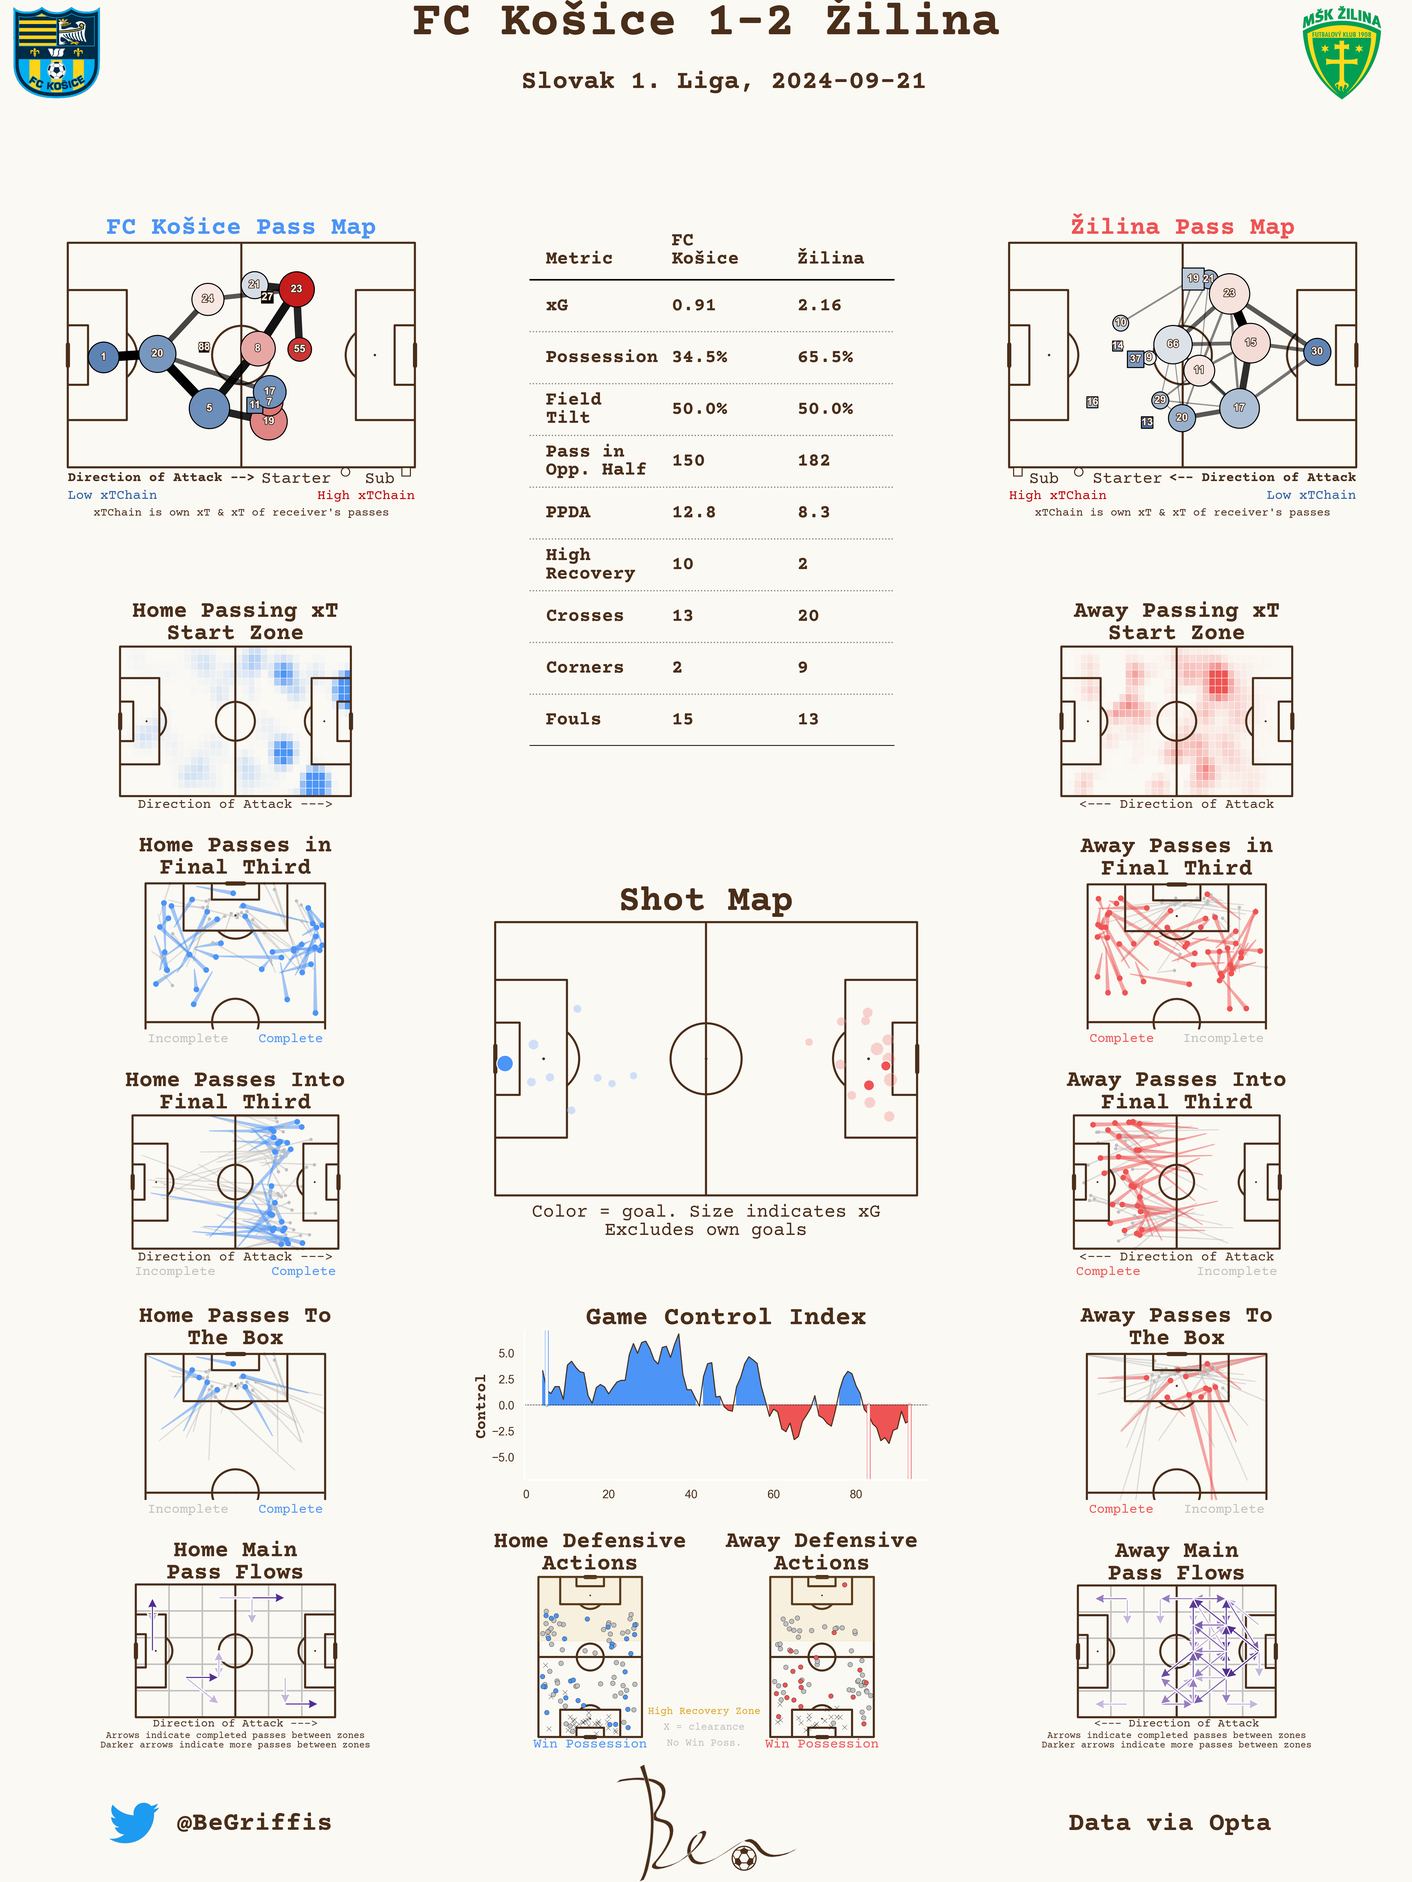 FC Košice 1-2 Žilina
Slovak 1. Liga, 2024-09-21
FC KOŠICE
MŠK ŽILINA
FUTBALOVÝ KLUB 1908
FC Košice Pass Map
1
20
24
5
88
21
27
23
8
55
17
7
11
19
Direction of Attack --> Starter Sub
Low xTChain High xTChain
xTChain is own xT & xT of receiver's passes
Metric FC Košice Žilina
xG 0.91 2.16
Possession 34.5% 65.5%
Field Tilt 50.0% 50.0%
Pass in Opp. Half 150 182
PPDA 12.8 8.3
High Recovery 10 2
Crosses 13 20
Corners 2 9
Fouls 15 13
Žilina Pass Map
19
21
23
10
14
37
9
66
15
30
11
16
29
20
17
13
Sub Starter <-- Direction of Attack
High xTChain Low xTChain
xTChain is own xT & xT of receiver's passes
Home Passing xT
Start Zone
Direction of Attack --->
Away Passing xT
Start Zone
<--- Direction of Attack
Home Passes in
Final Third
Incomplete Complete
Away Passes in
Final Third
Complete Incomplete
Shot Map
Color = goal. Size indicates xG
Excludes own goals
Home Passes Into
Final Third
Direction of Attack --->
Incomplete Complete
Away Passes Into
Final Third
<--- Direction of Attack
Complete Incomplete
Home Passes To
The Box
Incomplete Complete
Game Control Index
Control
5.0
2.5
0.0
−2.5
−5.0
0 20 40 60 80
Away Passes To
The Box
Complete Incomplete
Home Main
Pass Flows
Direction of Attack --->
Arrows indicate completed passes between zones
Darker arrows indicate more passes between zones
Home Defensive
Actions
Win Possession
Away Defensive
Actions
Win Possession
High Recovery Zone
X = clearance
No Win Poss.
Away Main
Pass Flows
<--- Direction of Attack
Arrows indicate completed passes between zones
Darker arrows indicate more passes between zones
@BeGriffis
Ben
Data via Opta